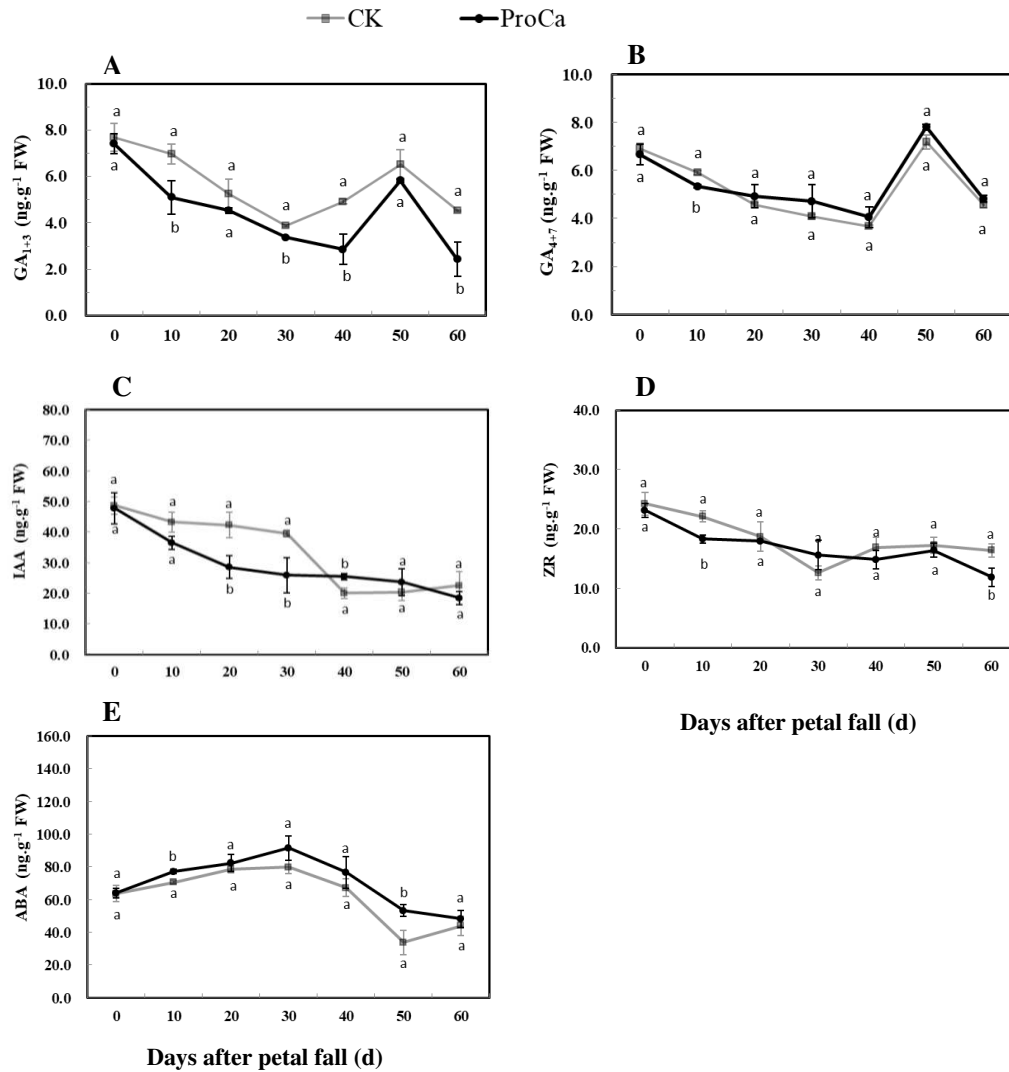 CK ProCa
A
GA1+3 (ng.g-1 FW)
10.0
8.0
6.0
4.0
2.0
0.0
a a a a a a a
a b a b b a b
0 10 20 30 40 50 60
B
GA4+7 (ng.g-1 FW)
10.0
8.0
6.0
4.0
2.0
0.0
a a a a a a a
a b a a a a a
0 10 20 30 40 50 60
C
IAA (ng.g-1 FW)
80.0
70.0
60.0
50.0
40.0
30.0
20.0
10.0
0.0
a a a a b a a
a a b b a a a
0 10 20 30 40 50 60
D
ZR (ng.g-1 FW)
40.0
30.0
20.0
10.0
0.0
a a a a a a a
a b a a a a b
0 10 20 30 40 50 60
Days after petal fall (d)
E
ABA (ng.g-1 FW)
160.0
140.0
120.0
100.0
80.0
60.0
40.0
20.0
0.0
a b a a a b a
a a a a a a a
0 10 20 30 40 50 60
Days after petal fall (d)